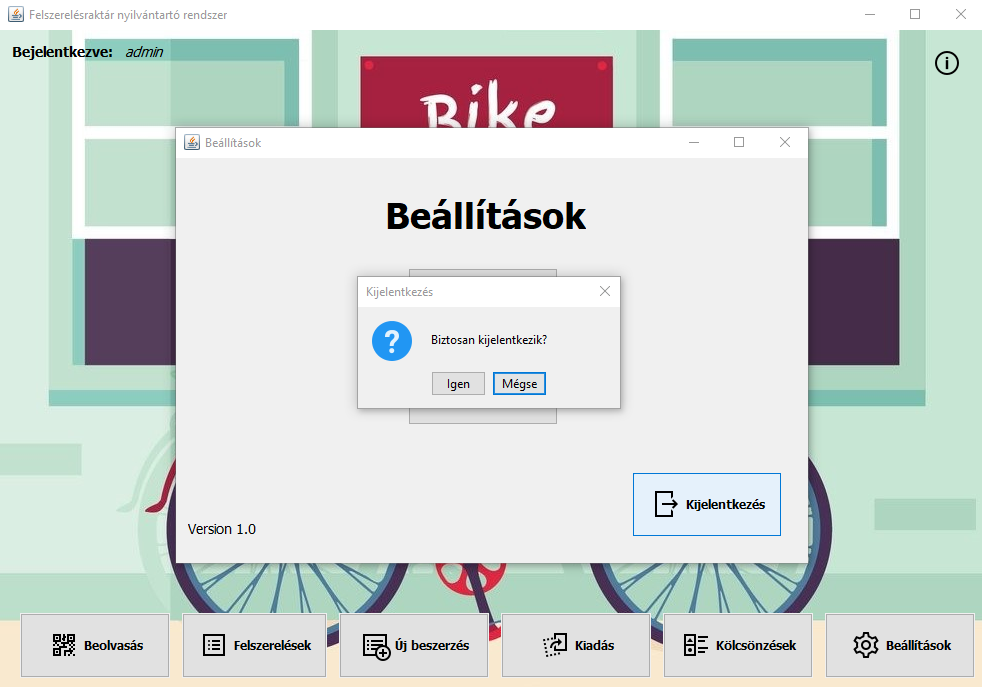 Felszerelésraktár nyilvántartó rendszer
Bejelentkezve: admin
Bike
Beállítások
Beállítások
Kijelentkezés
Biztosan kijelentkezik?
Igen Mégse
Kijelentkezés
Version 1.0
Beolvasás Felszerelések Új beszerzés Kiadás Kölcsönzések Beállítások